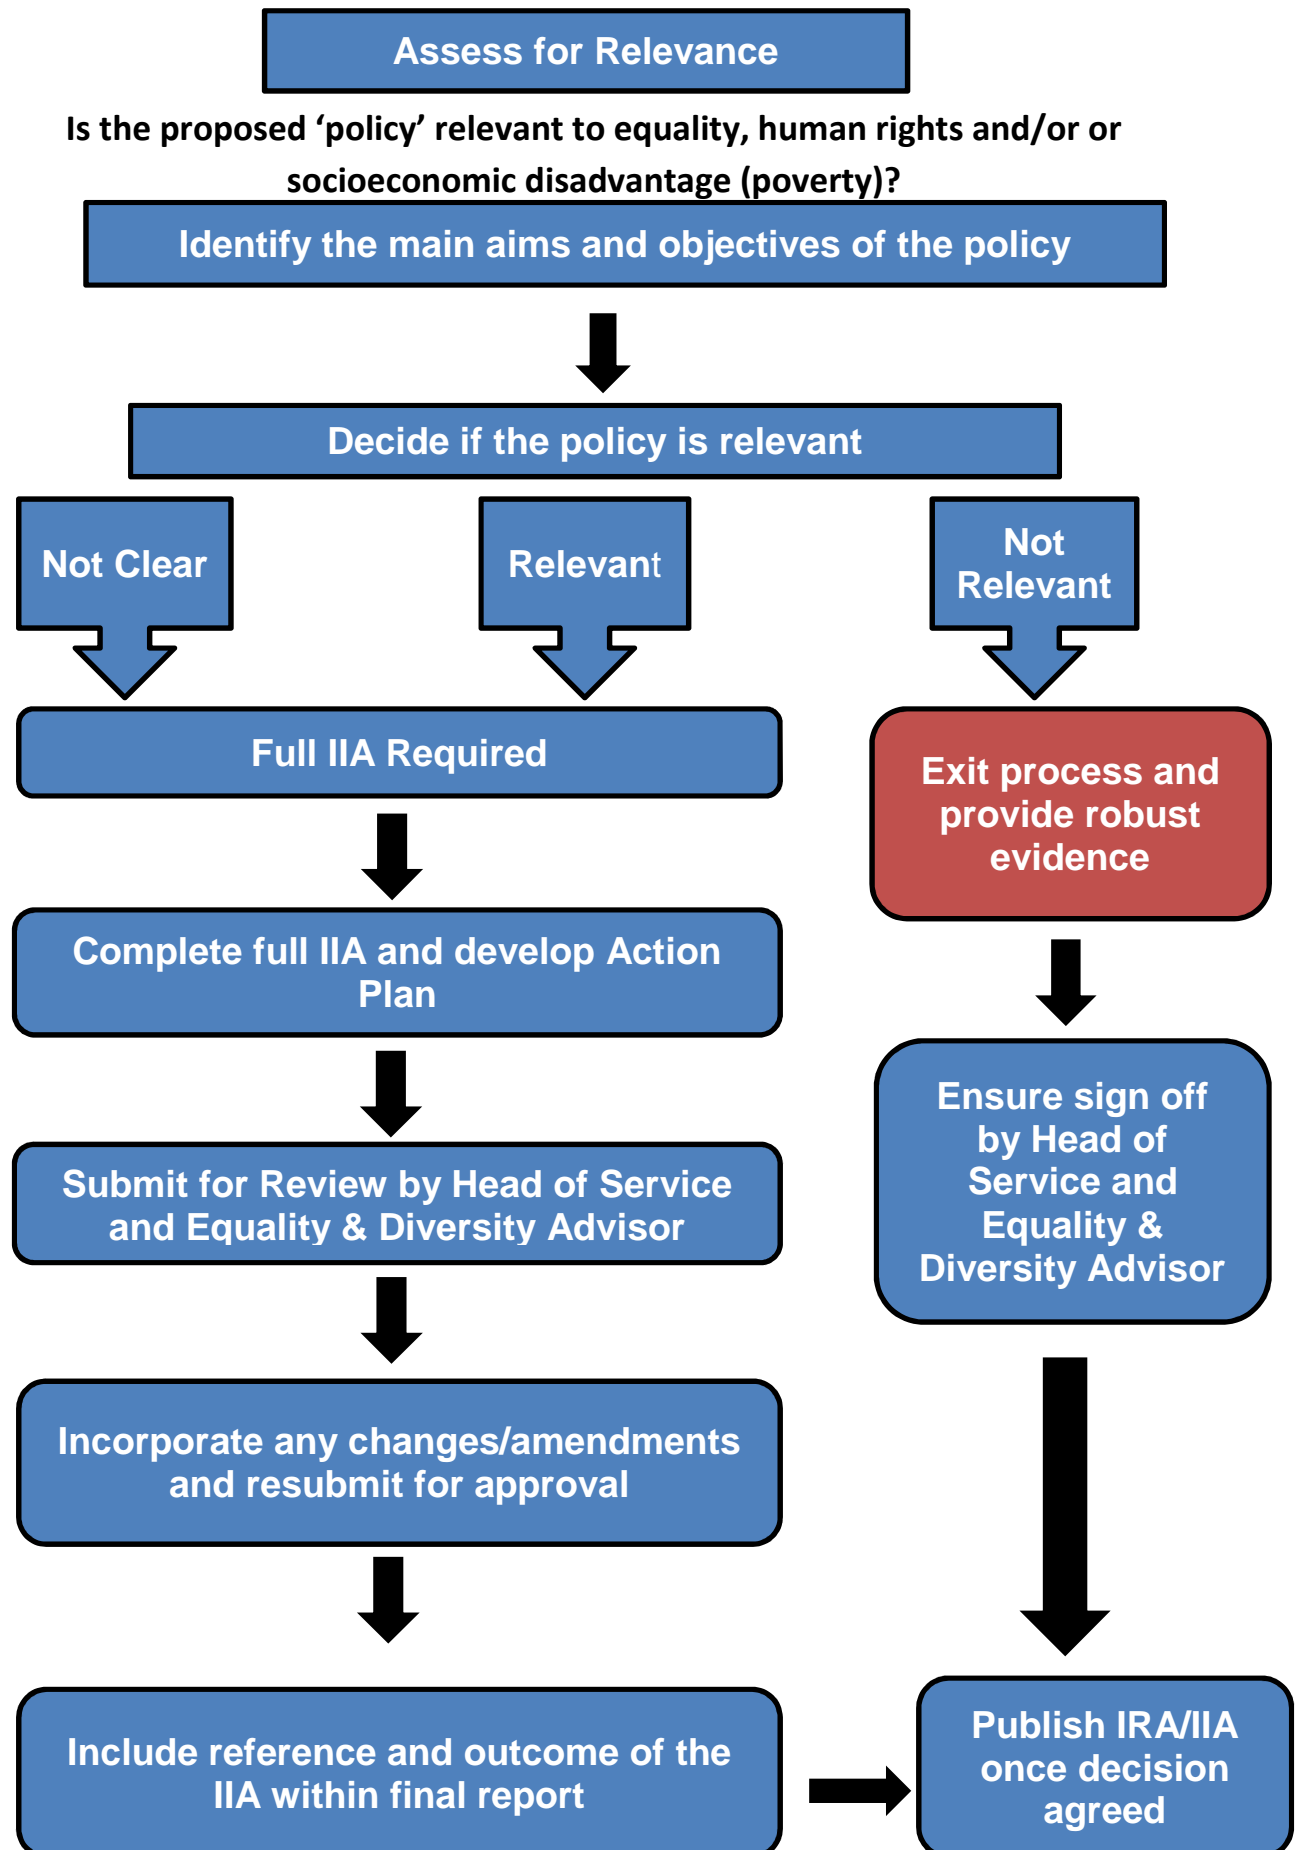 Assess for Relevance
Is the proposed ‘policy’ relevant to equality, human rights and/or or
socioeconomic disadvantage (poverty)?
Identify the main aims and objectives of the policy
Decide if the policy is relevant
Not Clear
Relevant
Not
Relevant
Full IIA Required
Exit process and
provide robust
evidence
Complete full IIA and develop Action
Plan
Ensure sign off
by Head of
Service and
Equality &
Diversity Advisor
Submit for Review by Head of Service
and Equality & Diversity Advisor
Incorporate any changes/amendments
and resubmit for approval
Include reference and outcome of the
IIA within final report
Publish IRA/IIA
once decision
agreed